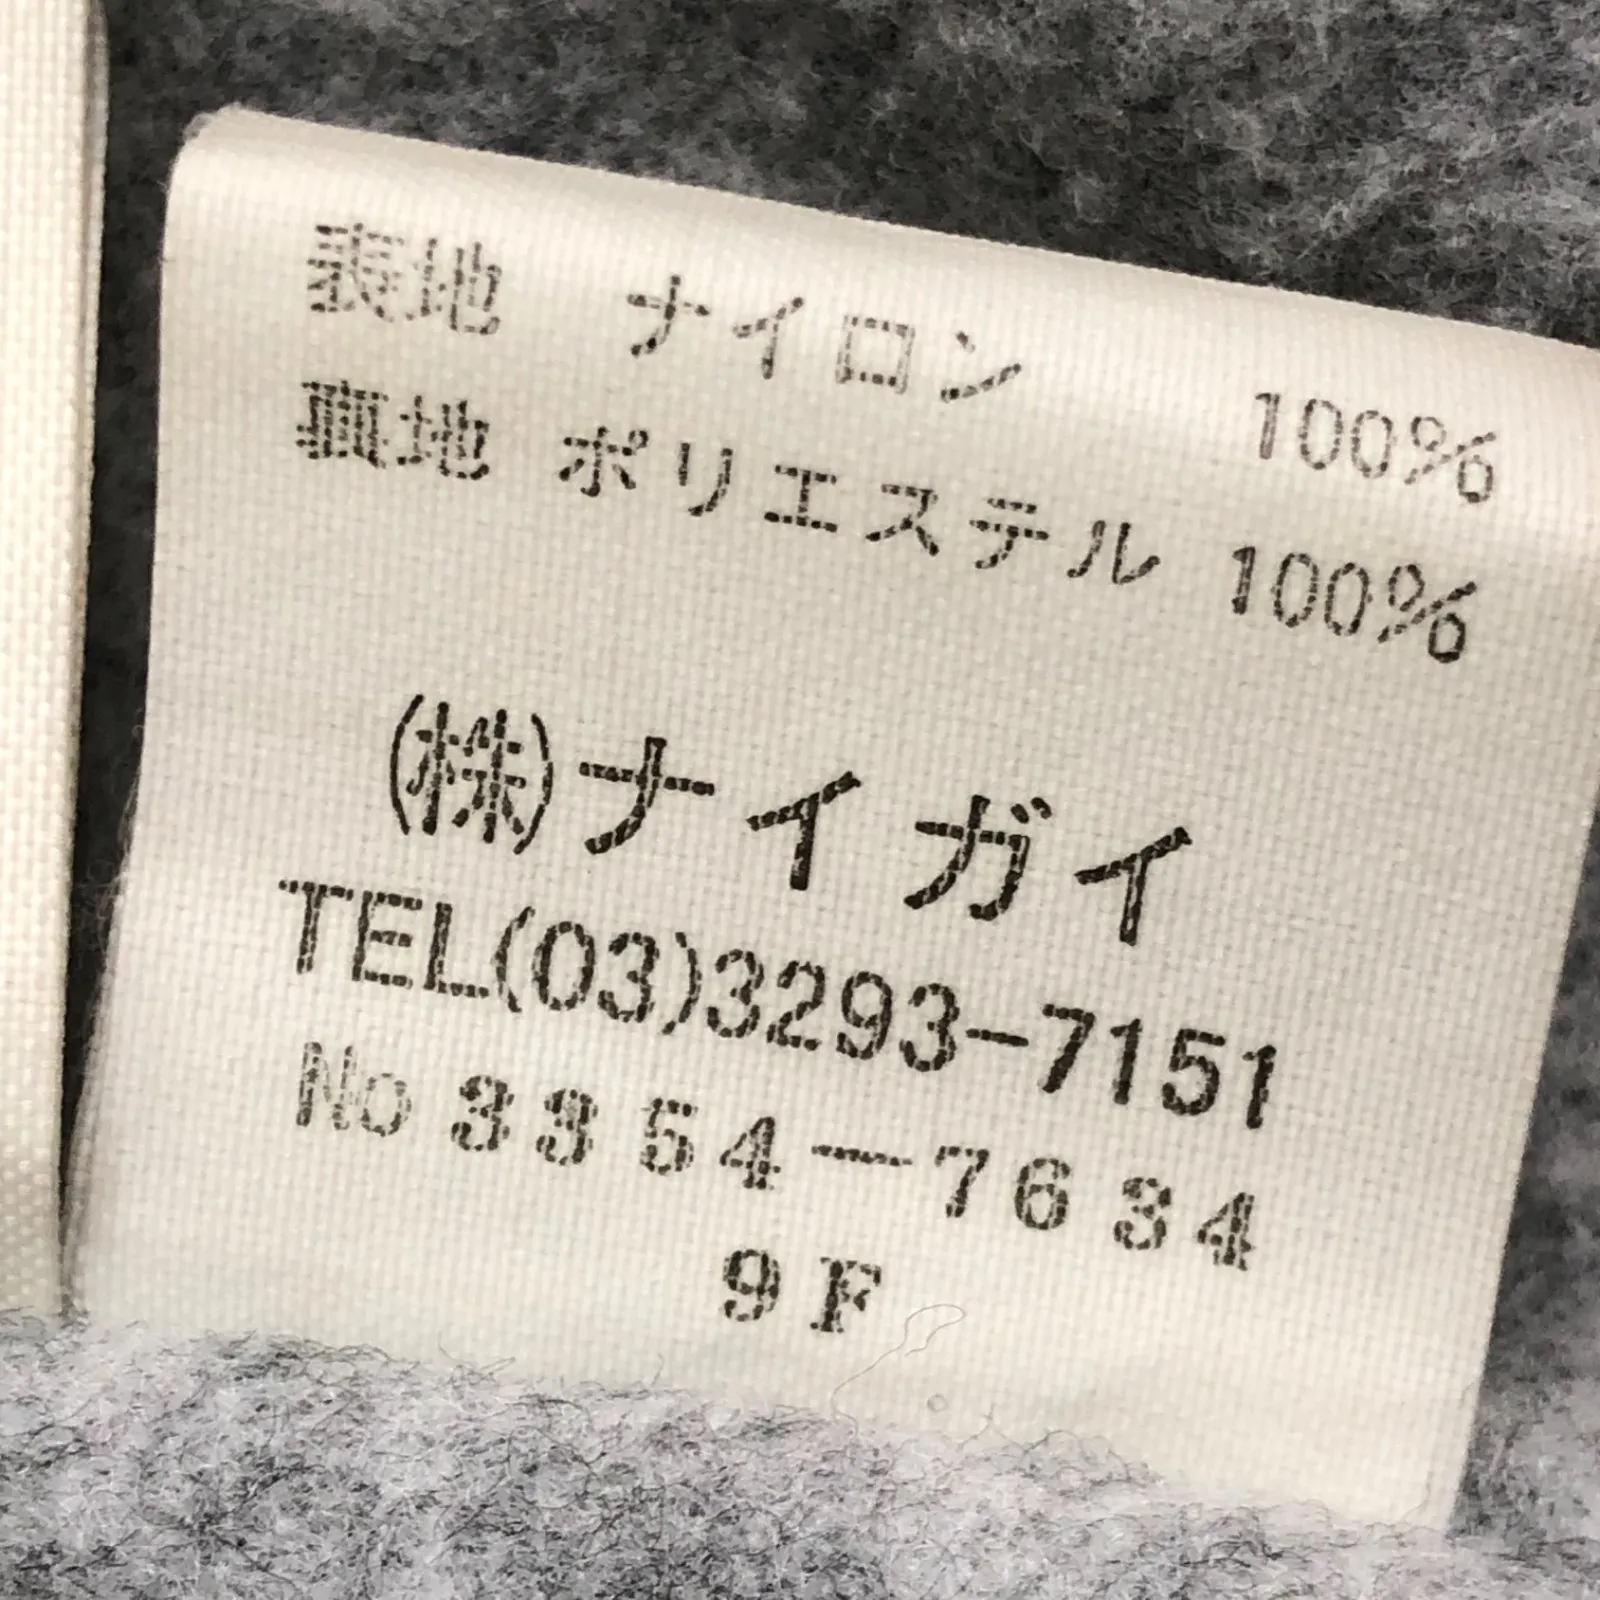 表地 ナイロン 100%
裏地 ポリエステル 100%
(株)ナイガイ
TEL(03)3293-7151
No 3354-7634
9F